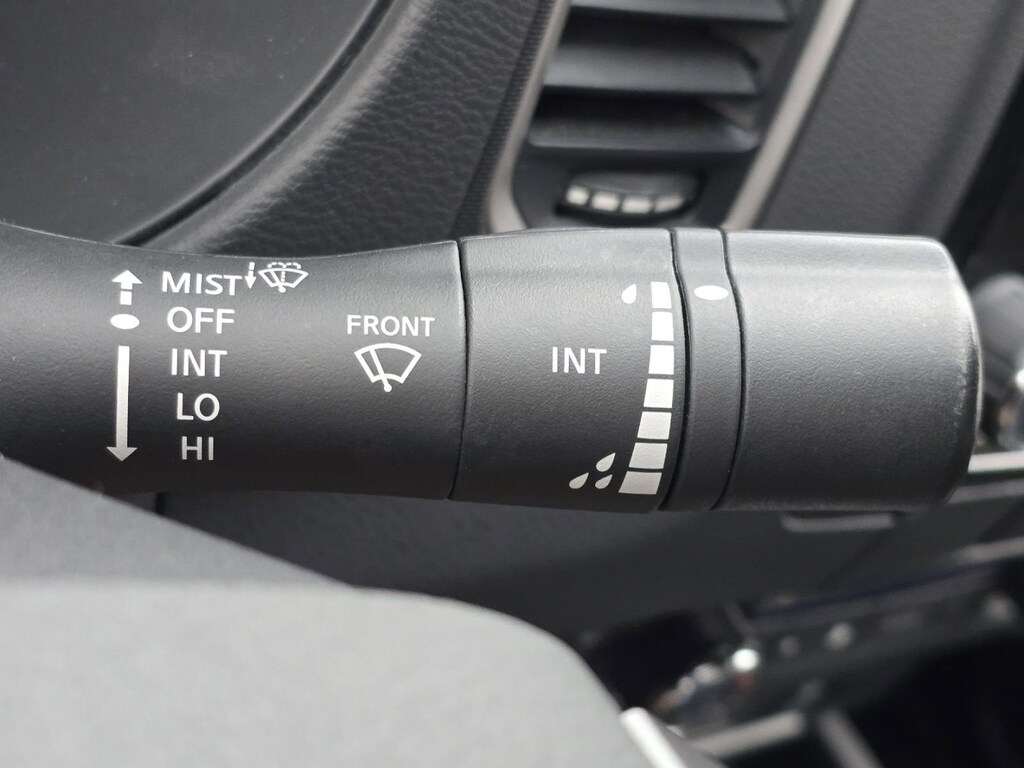 MIST
OFF
INT
LO
HI
FRONT
INT